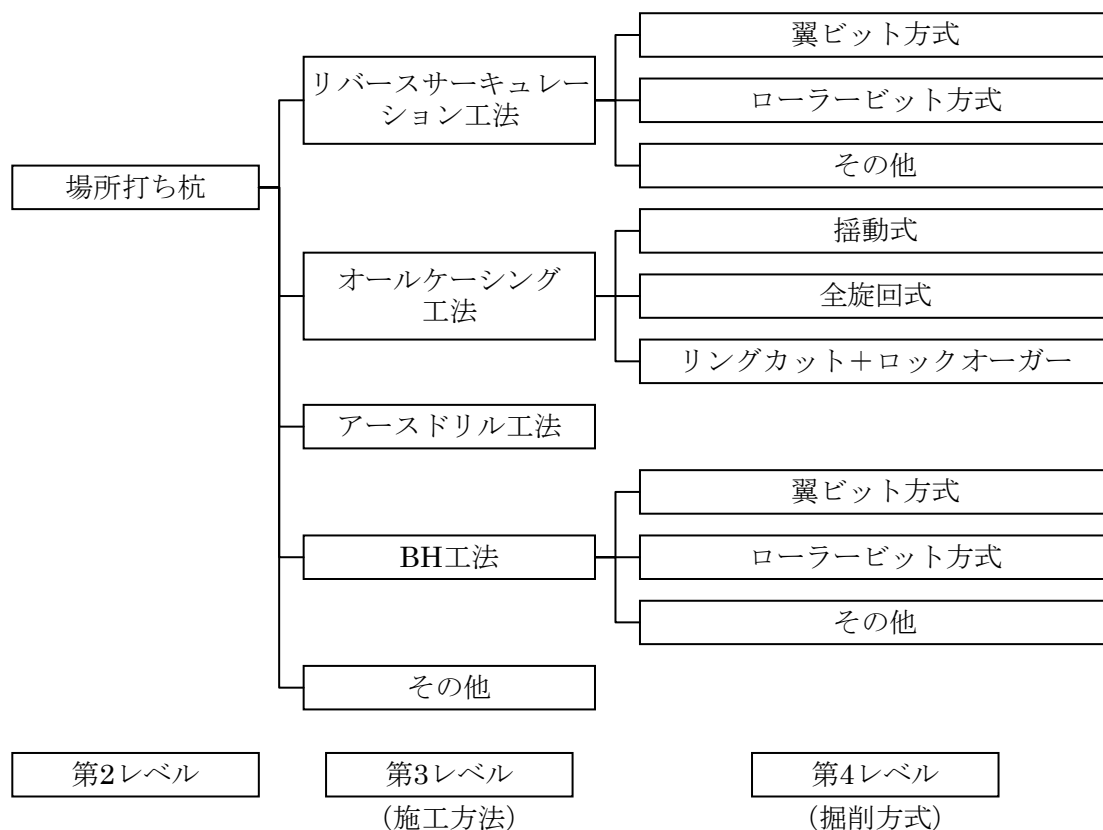 場所打ち杭
リバースサーキュレー
ション工法
翼ビット方式
ローラービット方式
その他
オールケーシング
工法
揺動式
全旋回式
リングカット＋ロックオーガー
アースドリル工法
BH工法
翼ビット方式
ローラービット方式
その他
その他
第2レベル
第3レベル
（施工方法）
第4レベル
（掘削方式）